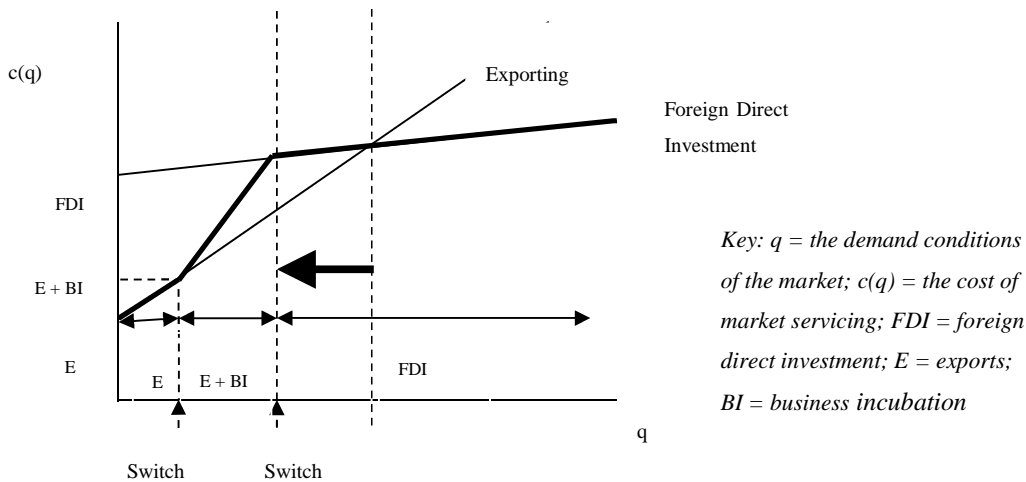 c(q)
Exporting
Foreign Direct
Investment
FDI
E + BI
E
E
E + BI
FDI
q
Switch
Switch
Key: q = the demand conditions
of the market; c(q) = the cost of
market servicing; FDI = foreign
direct investment; E = exports;
BI = business incubation